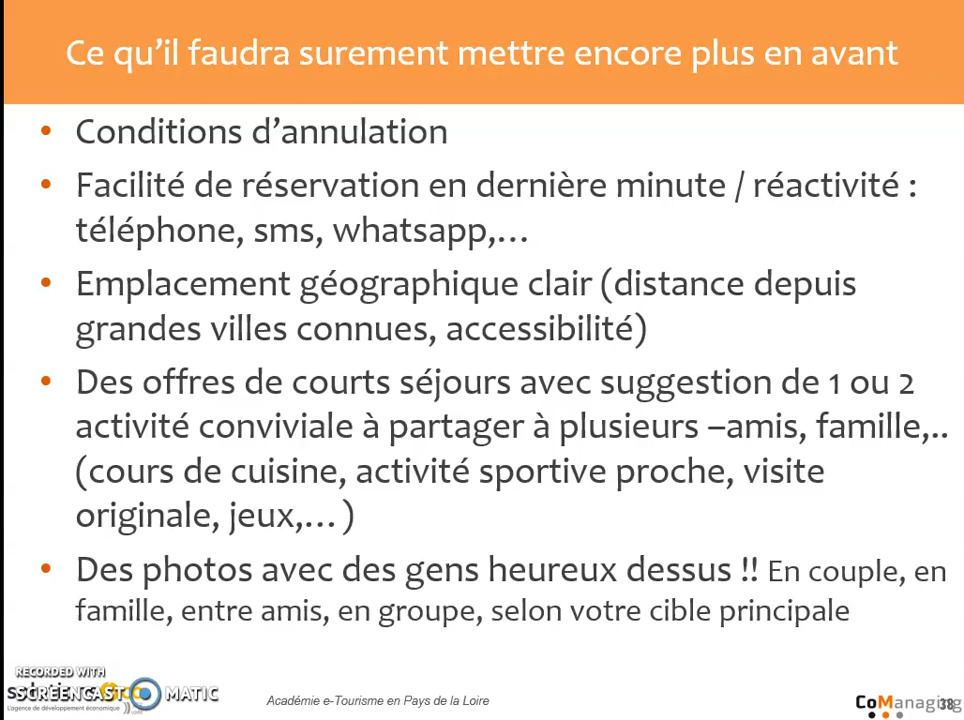 Ce qu’il faudra surement mettre encore plus en avant
• Conditions d’annulation
• Facilité de réservation en dernière minute / réactivité :
téléphone, sms, whatsapp,…
• Emplacement géographique clair (distance depuis
grandes villes connues, accessibilité)
• Des offres de courts séjours avec suggestion de 1 ou 2
activité conviviale à partager à plusieurs –amis, famille,..
(cours de cuisine, activité sportive proche, visite
originale, jeux,…)
• Des photos avec des gens heureux dessus !! En couple, en
famille, entre amis, en groupe, selon votre cible principale
RECORDED WITH
SCREENCAST MATIC
L'agence de développement économique
Académie e-Tourisme en Pays de la Loire
CoManaging
38